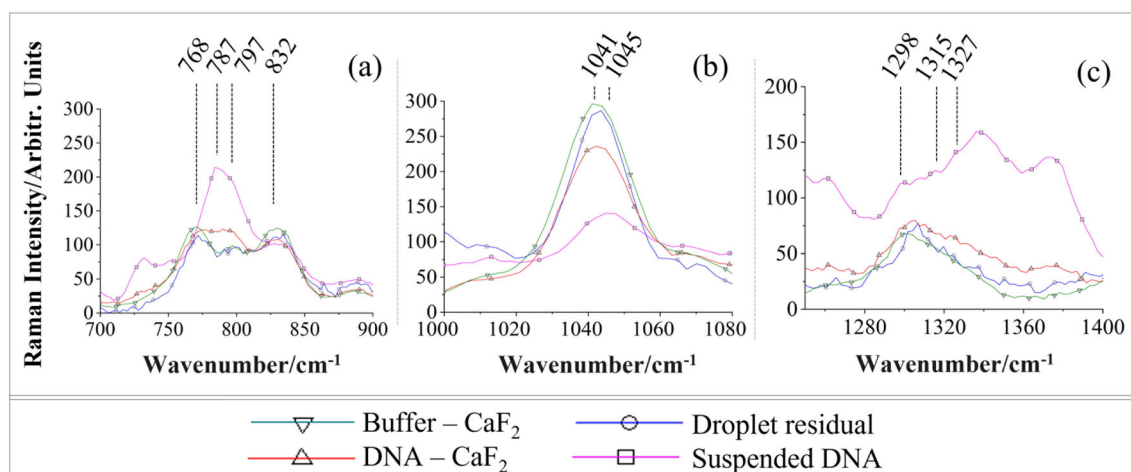 768 787 797 832 (a)
1041 1045 (b)
1298 1315 1327 (c)
Raman Intensity/Arbitr. Units
300
250
200
150
100
50
0
700 750 800 850 900
Wavenumber/cm-1
300
250
200
150
100
50
0
1000 1020 1040 1060 1080
Wavenumber/cm-1
200
150
100
50
0
1280 1320 1360 1400
Wavenumber/cm-1
Buffer – CaF2
Droplet residual
DNA – CaF2
Suspended DNA